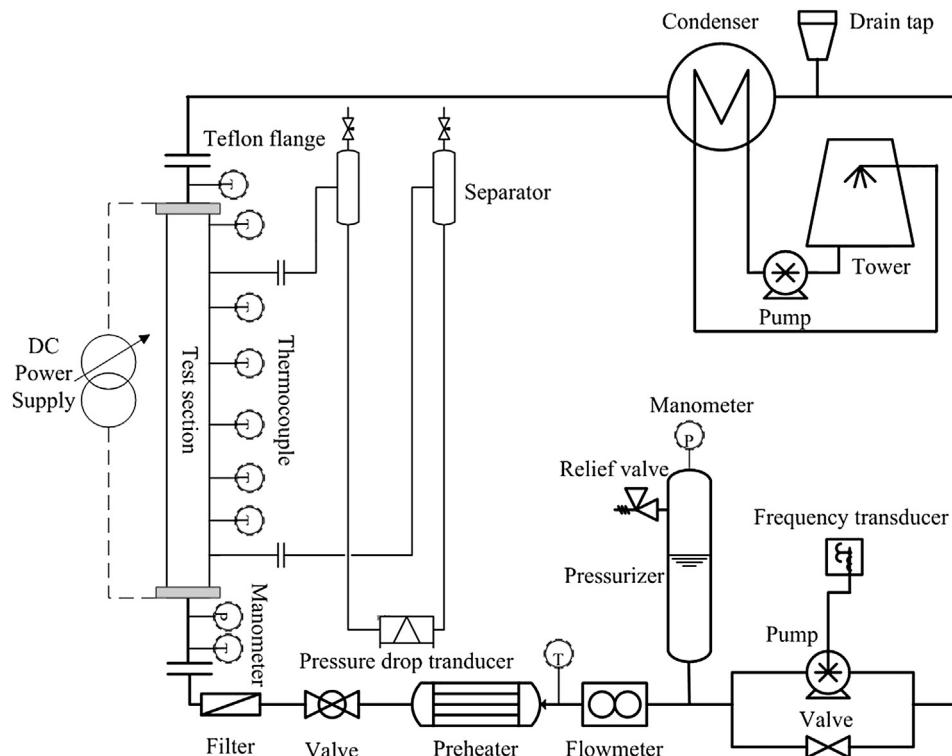 Condenser
Drain tap
Teflon flange
Separator
Tower
Pump
DC
Power
Supply
Test section
Thermocouple
Manometer
P
Relief valve
Frequency transducer
Pressurizer
P
Manometer
Pump
Pressure drop tranducer
T
Valve
Filter
Valve
Preheater
Flowmeter